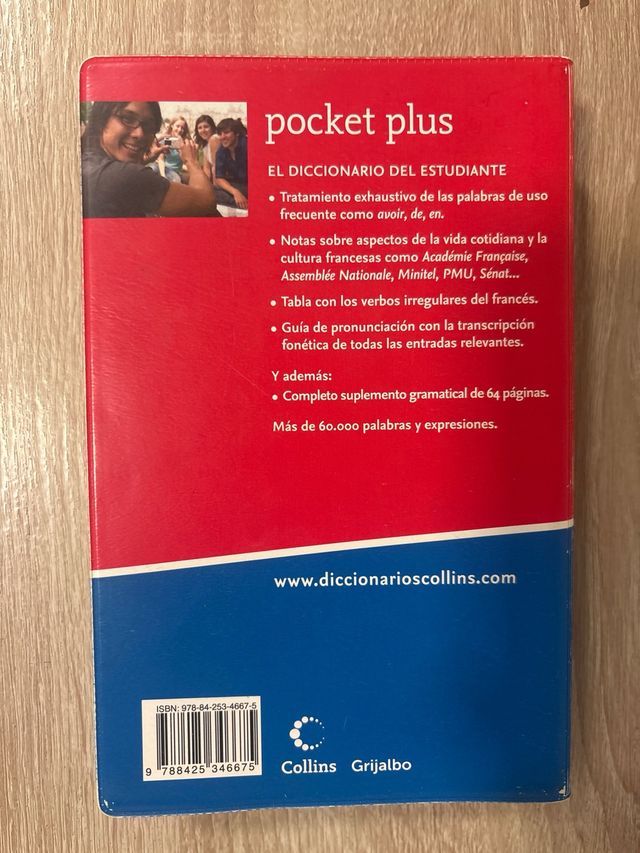 pocket plus
EL DICCIONARIO DEL ESTUDIANTE
• Tratamiento exhaustivo de las palabras de uso
frecuente como avoir, de, en.
• Notas sobre aspectos de la vida cotidiana y la
cultura francesas como Académie Française,
Assemblée Nationale, Minitel, PMU, Sénat...
• Tabla con los verbos irregulares del francés.
• Guía de pronunciación con la transcripción
fonética de todas las entradas relevantes.
Y además:
• Completo suplemento gramatical de 64 páginas.
Más de 60.000 palabras y expresiones.
www.diccionarioscollins.com
ISBN: 978-84-253-4667-5
9 788425 346675
Collins Grijalbo